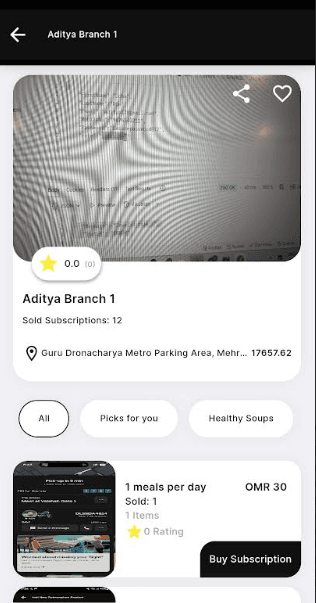 Aditya Branch 1
0.0 (0)
Aditya Branch 1
Sold Subscriptions: 12
Guru Dronacharya Metro Parking Area, Mehr... 17657.62
All Picks for you Healthy Soups
1 meals per day OMR 30
Sold: 1
1 Items
0 Rating
Buy Subscription